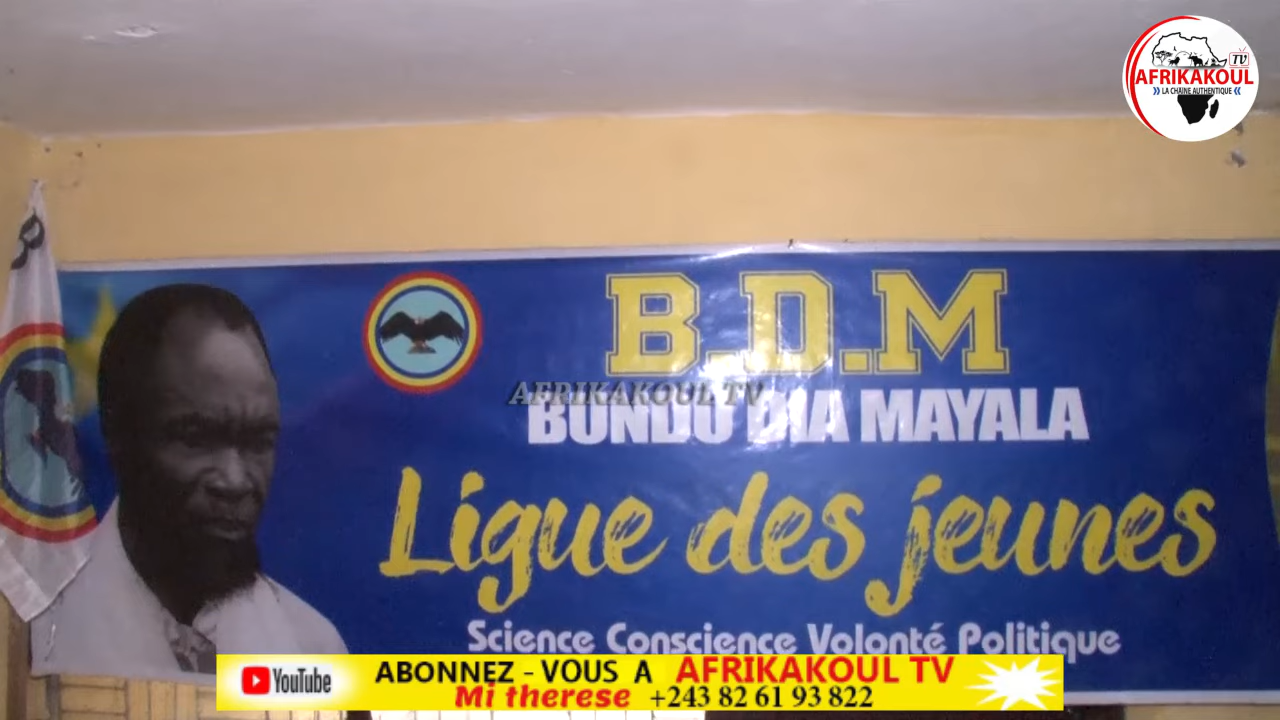 TV
AFRIKAKOUL
» LA CHAÎNE AUTHENTIQUE «
B
B.D.M
AFRIKAKOUL TV
BUNDU DIA MAYALA
Ligue des jeunes
Science Conscience Volonté Politique
YouTube
ABONNEZ - VOUS A AFRIKAKOUL TV
Mi therese +243 82 61 93 822